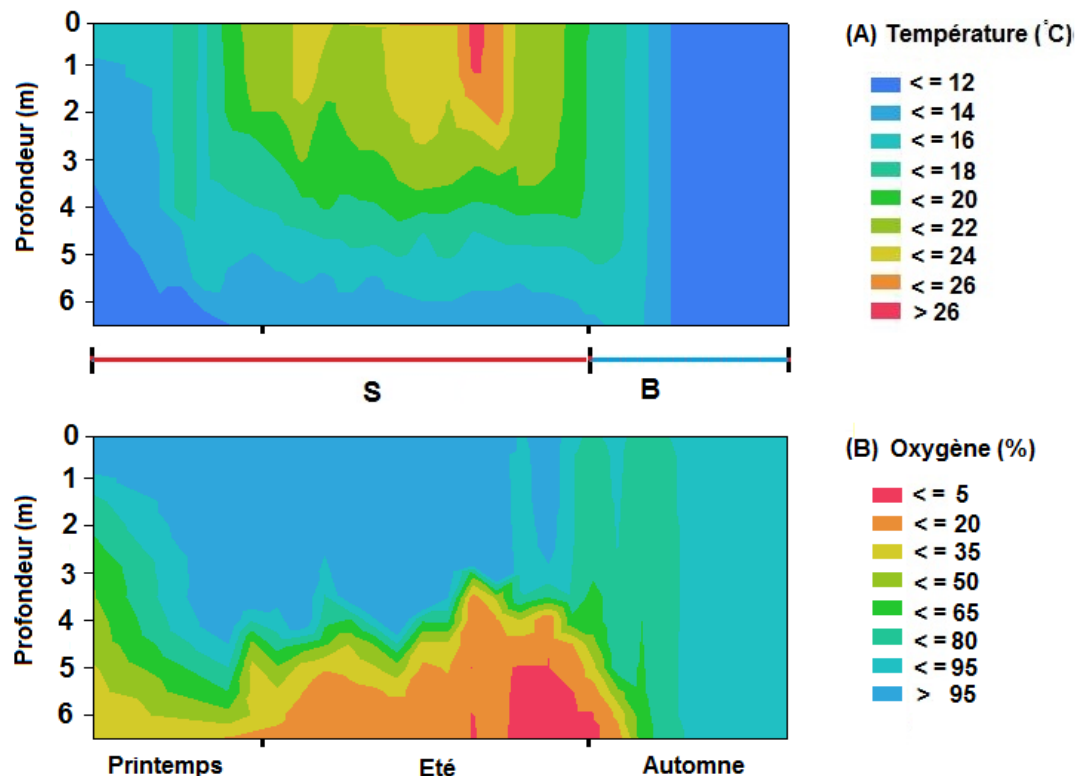 (A) Température (°C)
Profondeur (m)
0
1
2
3
4
5
6
< = 12
< = 14
< = 16
< = 18
< = 20
< = 22
< = 24
< = 26
> 26
S
B
(B) Oxygène (%)
Profondeur (m)
0
1
2
3
4
5
6
< = 5
< = 20
< = 35
< = 50
< = 65
< = 80
< = 95
> 95
Printemps
Eté
Automne